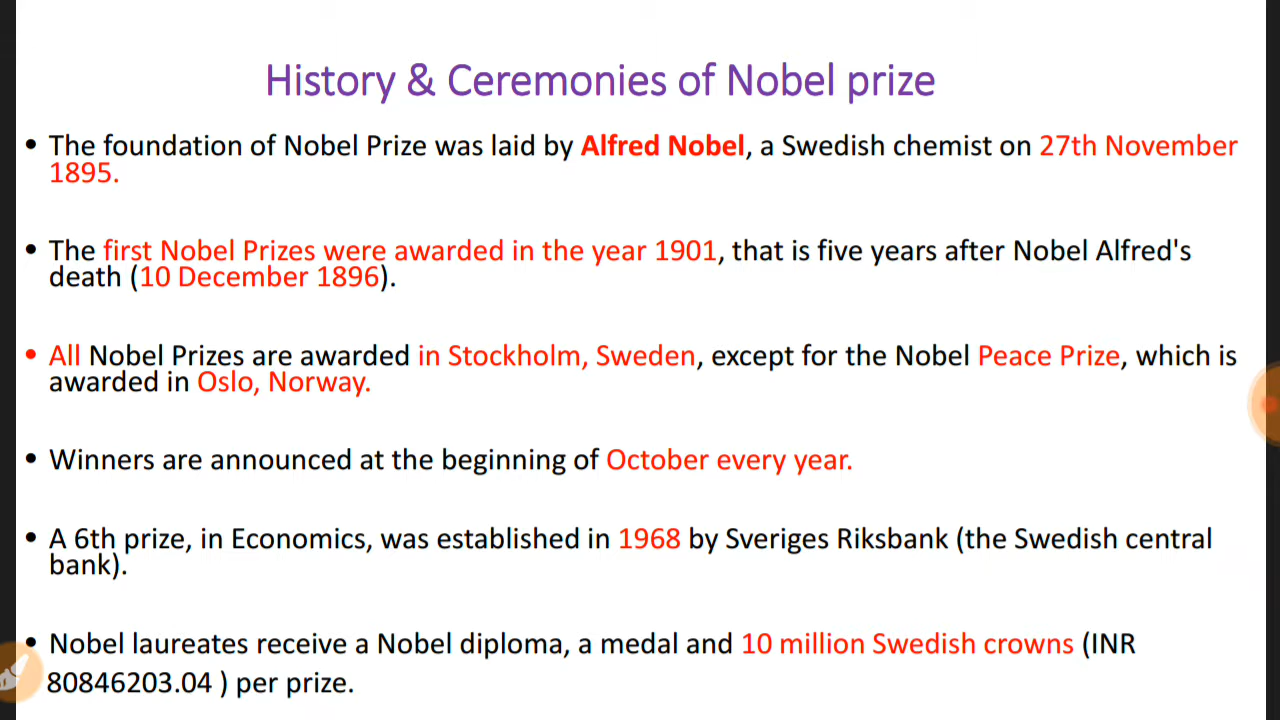 History & Ceremonies of Nobel prize
• The foundation of Nobel Prize was laid by Alfred Nobel, a Swedish chemist on 27th November
1895.
• The first Nobel Prizes were awarded in the year 1901, that is five years after Nobel Alfred's
death (10 December 1896).
• All Nobel Prizes are awarded in Stockholm, Sweden, except for the Nobel Peace Prize, which is
awarded in Oslo, Norway.
• Winners are announced at the beginning of October every year.
• A 6th prize, in Economics, was established in 1968 by Sveriges Riksbank (the Swedish central
bank).
• Nobel laureates receive a Nobel diploma, a medal and 10 million Swedish crowns (INR
80846203.04 ) per prize.